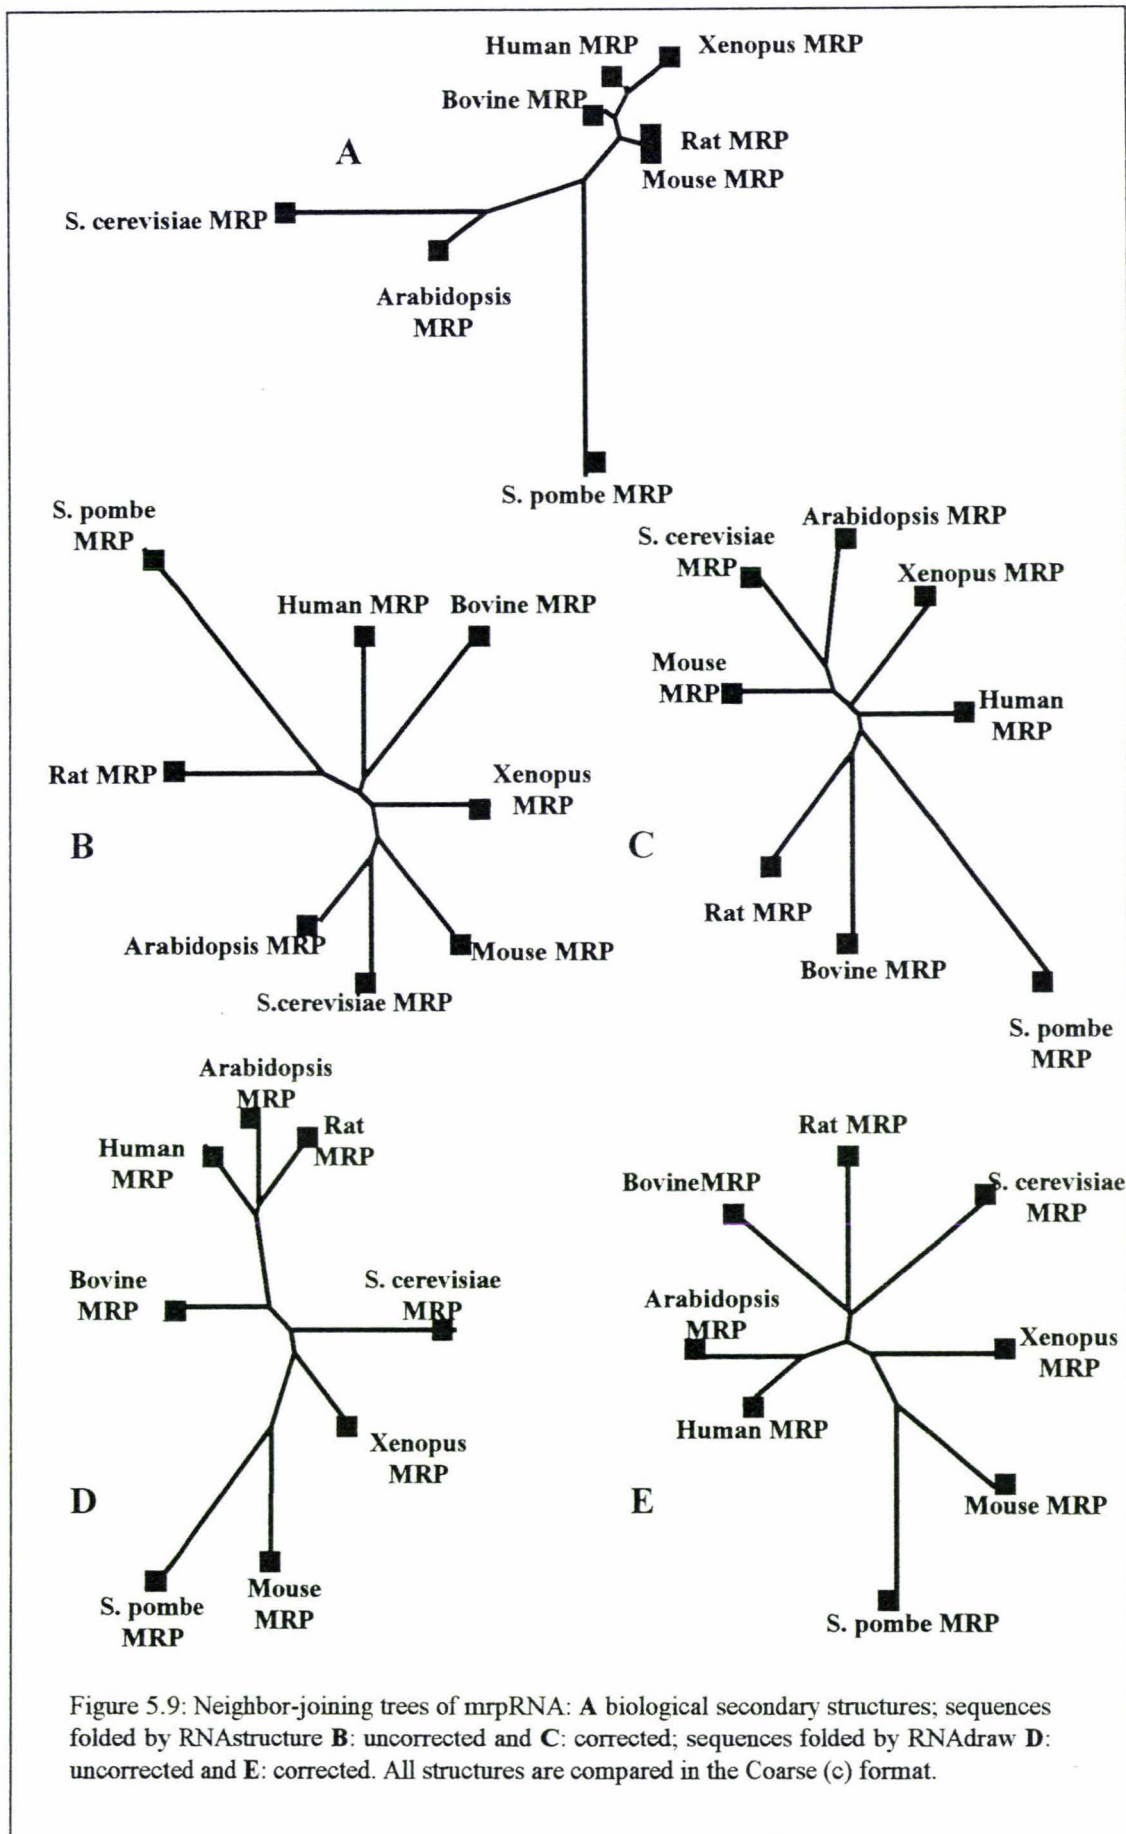 Human MRP
Xenopus MRP
Bovine MRP
A
Rat MRP
Mouse MRP
S. cerevisiae MRP
Arabidopsis
MRP
S. pombe MRP
S. pombe
MRP
Human MRP
Bovine MRP
Rat MRP
Xenopus
MRP
B
Arabidopsis MRP
Mouse MRP
S.cerevisiae MRP
Arabidopsis MRP
S. cerevisiae
MRP
Xenopus MRP
Mouse
MRP
Human
MRP
C
Rat MRP
Bovine MRP
S. pombe
MRP
Arabidopsis
MRP
Rat
MRP
Human
MRP
Bovine
MRP
S. cerevisiae
MRP
Xenopus
MRP
D
Mouse
MRP
S. pombe
MRP
Rat MRP
BovineMRP
S. cerevisiae
MRP
Arabidopsis
MRP
Xenopus
MRP
Human MRP
E
Mouse MRP
S. pombe MRP
Figure 5.9: Neighbor-joining trees of mrpRNA: A biological secondary structures; sequences
folded by RNAstructure B: uncorrected and C: corrected; sequences folded by RNAdraw D:
uncorrected and E: corrected. All structures are compared in the Coarse (c) format.